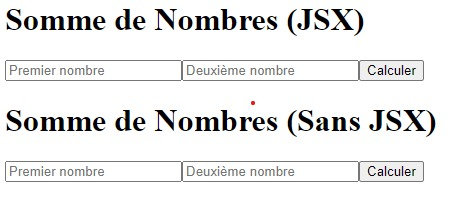 Somme de Nombres (JSX)
Premier nombre Deuxième nombre Calculer
Somme de Nombres (Sans JSX)
Premier nombre Deuxième nombre Calculer